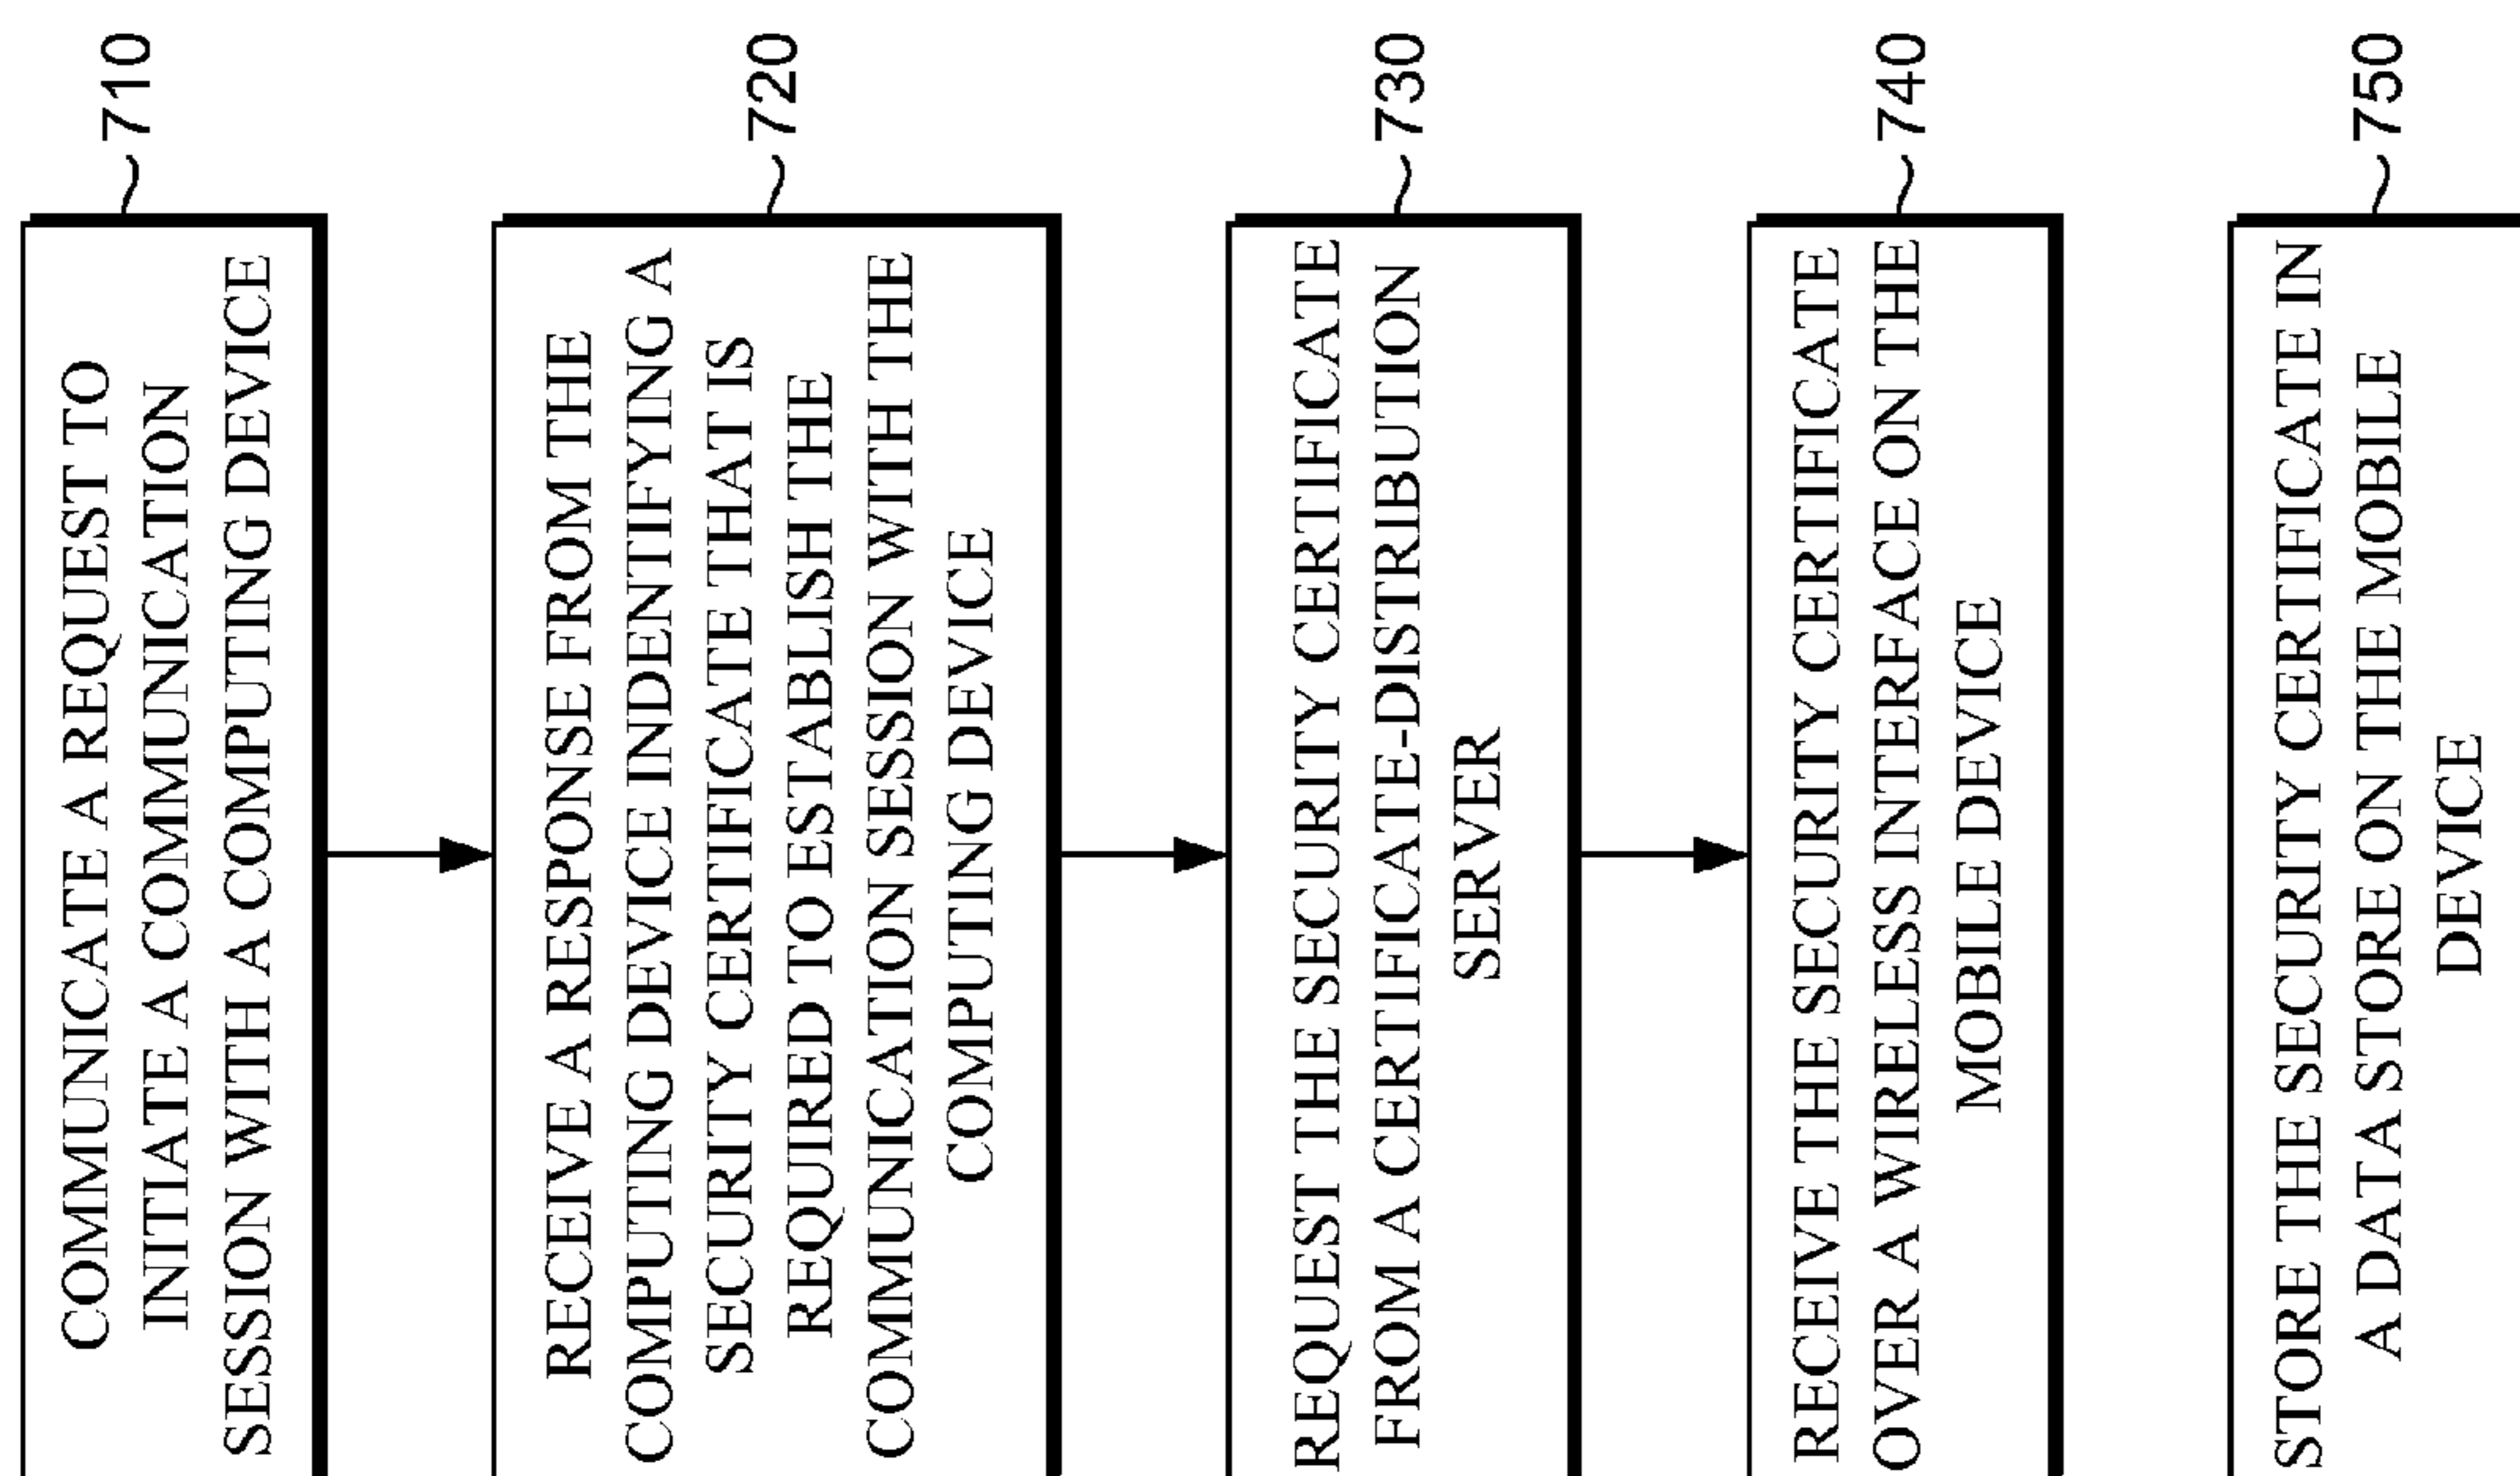 710
COMMUNICATE A REQUEST TO
INITIATE A COMMUNICATION
SESSION WITH A COMPUTING DEVICE
720
RECEIVE A RESPONSE FROM THE
COMPUTING DEVICE INDENTIFYING A
SECURITY CERTIFICATE THAT IS
REQUIRED TO ESTABLISH THE
COMMUNICATION SESSION WITH THE
COMPUTING DEVICE
730
REQUEST THE SECURITY CERTIFICATE
FROM A CERTIFICATE-DISTRIBUTION
SERVER
740
RECEIVE THE SECURITY CERTIFICATE
OVER A WIRELESS INTERFACE ON THE
MOBILE DEVICE
750
STORE THE SECURITY CERTIFICATE IN
A DATA STORE ON THE MOBILE
DEVICE